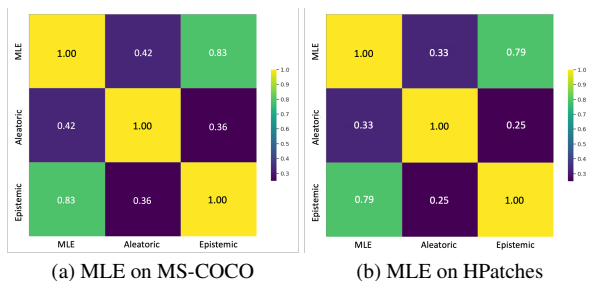 MLE
1.00
0.42
0.83
Aleatoric
0.42
1.00
0.36
Epistemic
0.83
0.36
1.00
MLE
Aleatoric
Epistemic
1.0
0.9
0.8
0.7
0.6
0.5
0.4
0.3
(a) MLE on MS-COCO
MLE
1.00
0.33
0.79
Aleatoric
0.33
1.00
0.25
Epistemic
0.79
0.25
1.00
MLE
Aleatoric
Epistemic
1.0
0.9
0.8
0.7
0.6
0.5
0.4
0.3
(b) MLE on HPatches